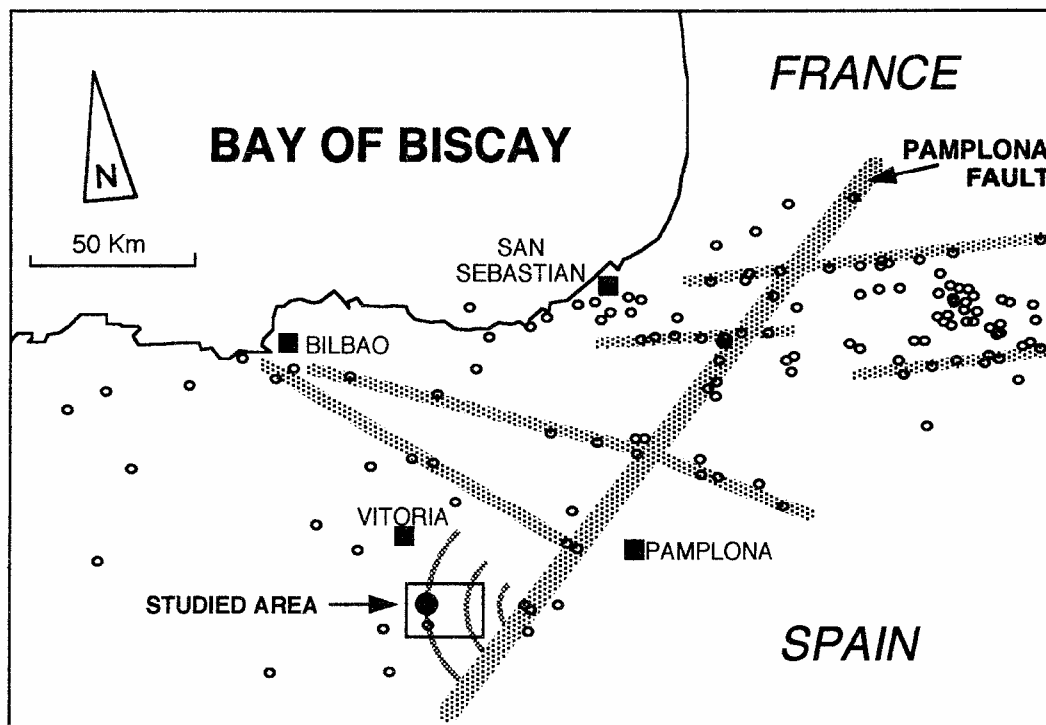 FRANCE
BAY OF BISCAY
PAMPLONA
FAULT
N
50 Km
SAN
SEBASTIAN
BILBAO
VITORIA
PAMPLONA
STUDIED AREA
SPAIN